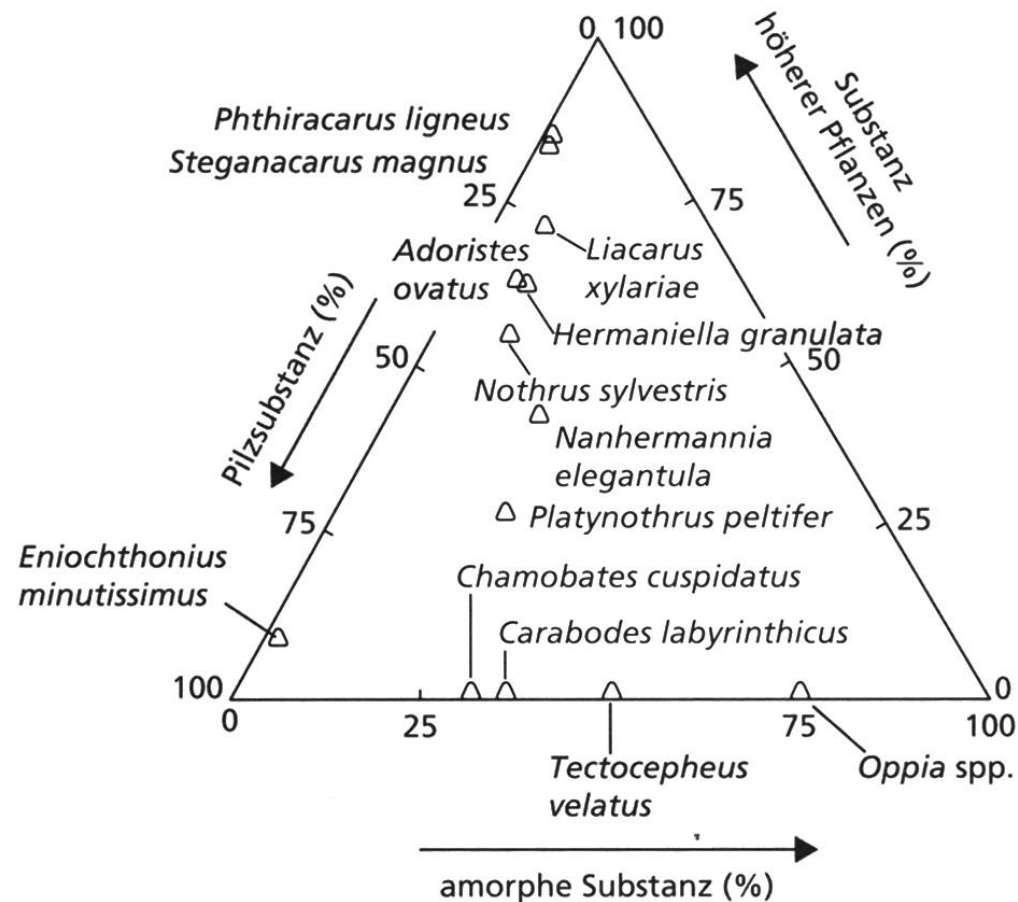 0 100
höherer Pflanzen (%)
Substanz
Phthiracarus ligneus
Steganacarus magnus
25
75
Adoristes
ovatus
Liacarus
xylariae
Pilzsubstanz (%)
Hermaniella granulata
50
50
Nothrus sylvestris
Nanhermannia
elegantula
75
Platynothrus peltifer
25
Eniochthonius
minutissimus
Chamobates cuspidatus
Carabodes labyrinthicus
100
0
0
25
75
100
Tectocepheus
velatus
Oppia spp.
amorphe Substanz (%)